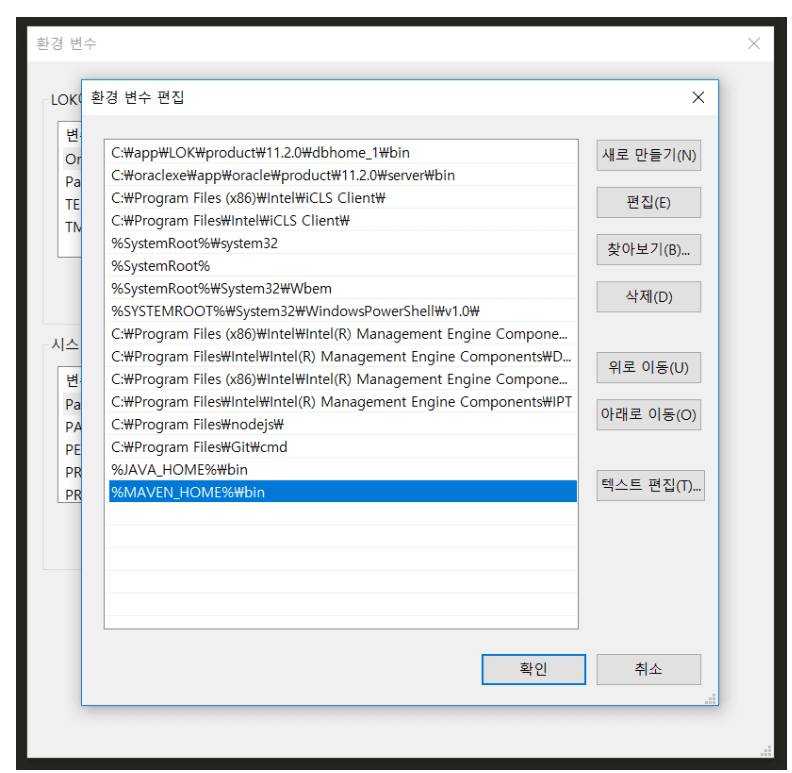 환경 변수
LOK
환경 변수 편집
변
Or
Pa
TE
TM
C:₩app₩LOK₩product₩11.2.0₩dbhome_1₩bin
C:₩oraclexe₩app₩oracle₩product₩11.2.0₩server₩bin
C:₩Program Files (x86)₩Intel₩iCLS Client₩
C:₩Program Files₩Intel₩iCLS Client₩
%SystemRoot%₩system32
%SystemRoot%
%SystemRoot%₩System32₩Wbem
%SYSTEMROOT%₩System32₩WindowsPowerShell₩v1.0₩
C:₩Program Files (x86)₩Intel₩Intel(R) Management Engine Compone...
C:₩Program Files₩Intel₩Intel(R) Management Engine Components₩D...
C:₩Program Files (x86)₩Intel₩Intel(R) Management Engine Compone...
C:₩Program Files₩Intel₩Intel(R) Management Engine Components₩IPT
C:₩Program Files₩nodejs₩
C:₩Program Files₩Git₩cmd
%JAVA_HOME%₩bin
%MAVEN_HOME%₩bin
새로 만들기(N)
편집(E)
찾아보기(B)...
삭제(D)
위로 이동(U)
아래로 이동(O)
텍스트 편집(T)...
시스
변
Pa
PA
PE
PR
PR
확인
취소